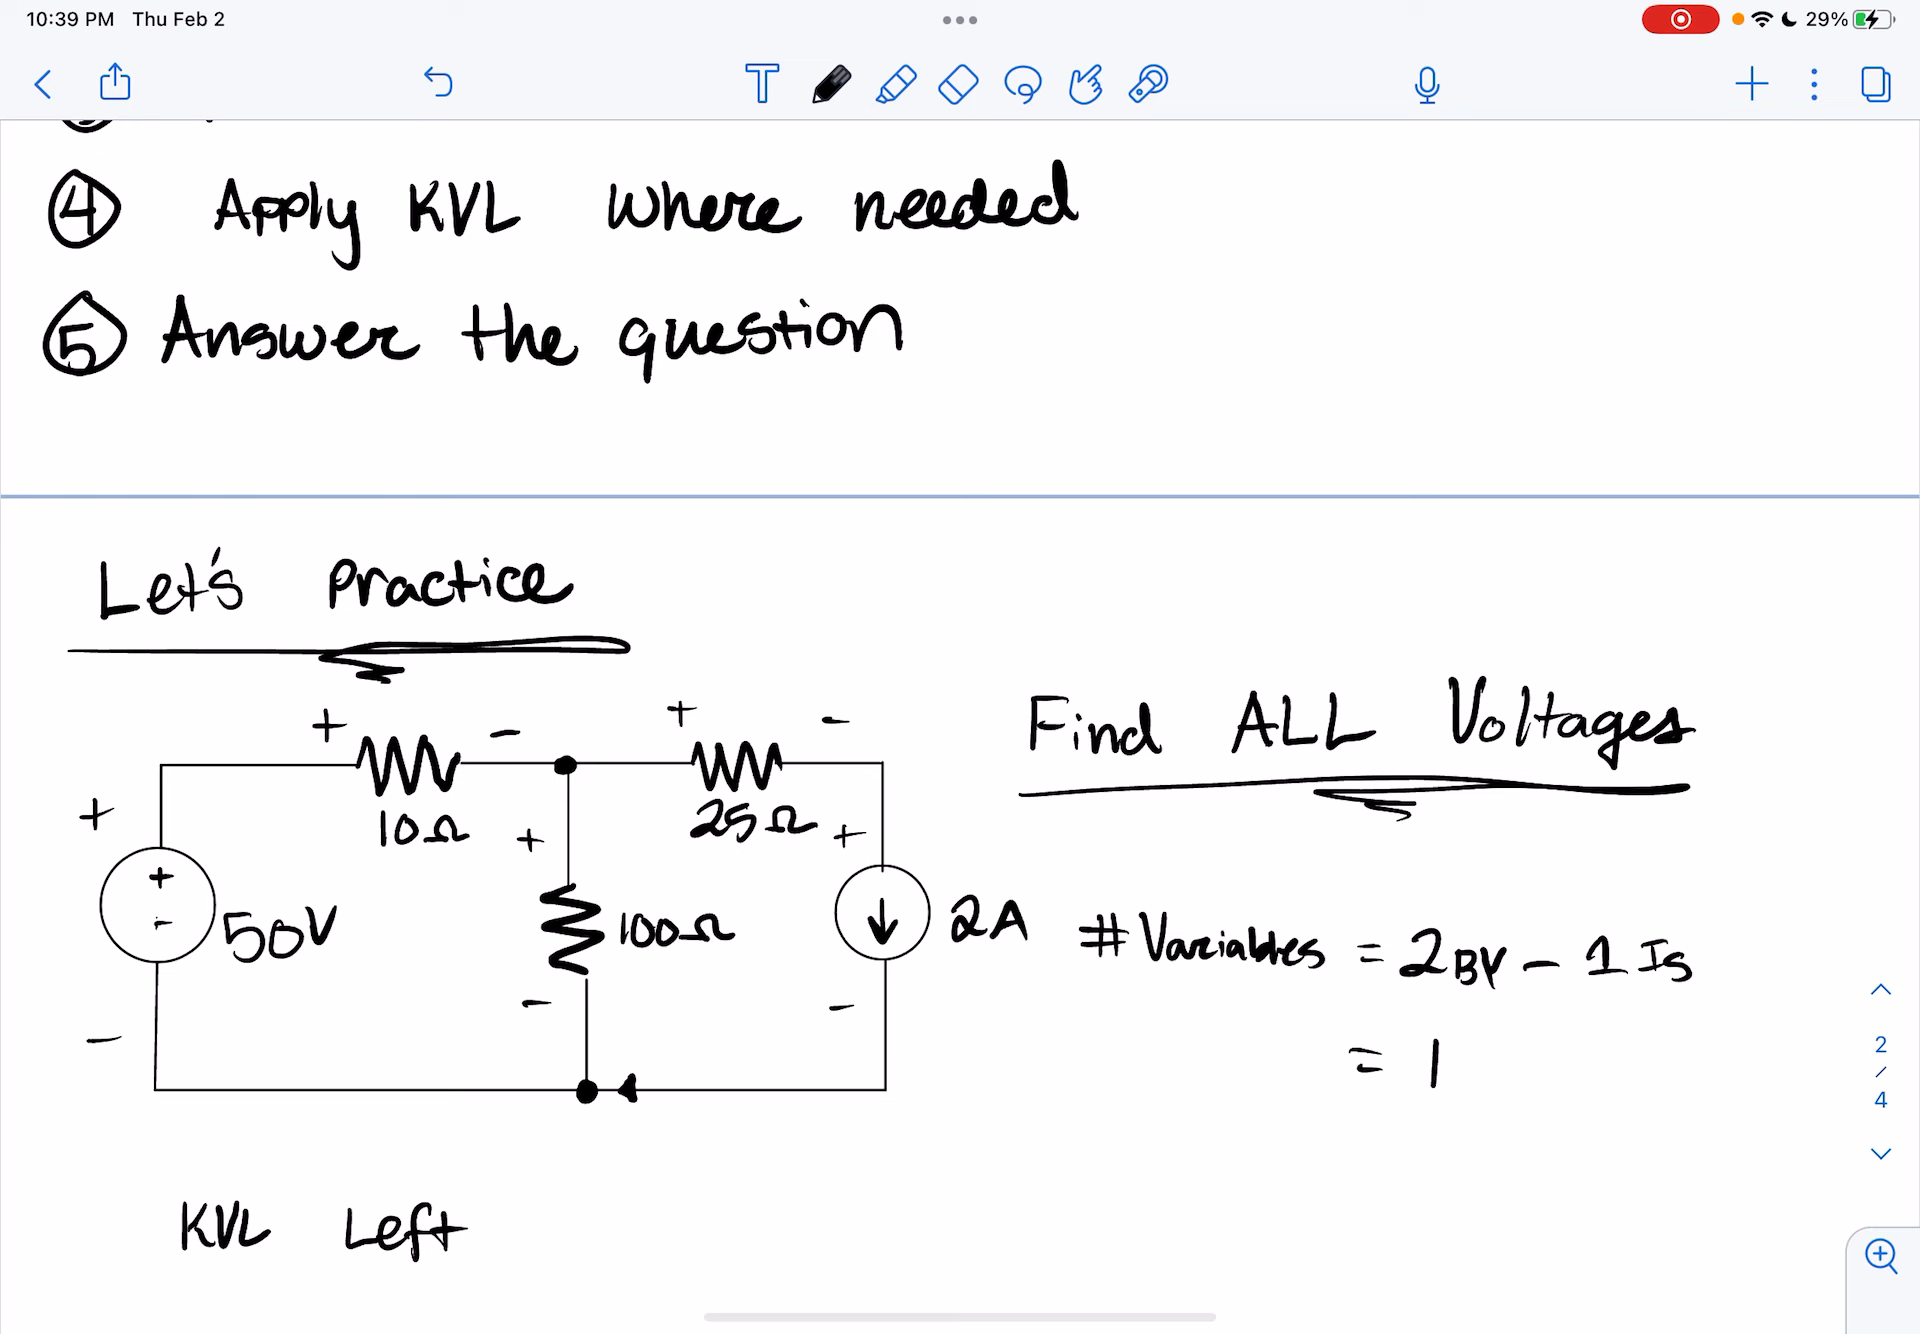 10:39 PM Thu Feb 2
29%
④ Apply KVL where needed
⑤ Answer the question
Let's Practice
Find ALL Voltages
+ - + -
10Ω
25Ω
+ + +
+
-
50V
100Ω
2A
- - -
# Variables = 2BV - 1 Is
= 1
2
/
4
KVL Left